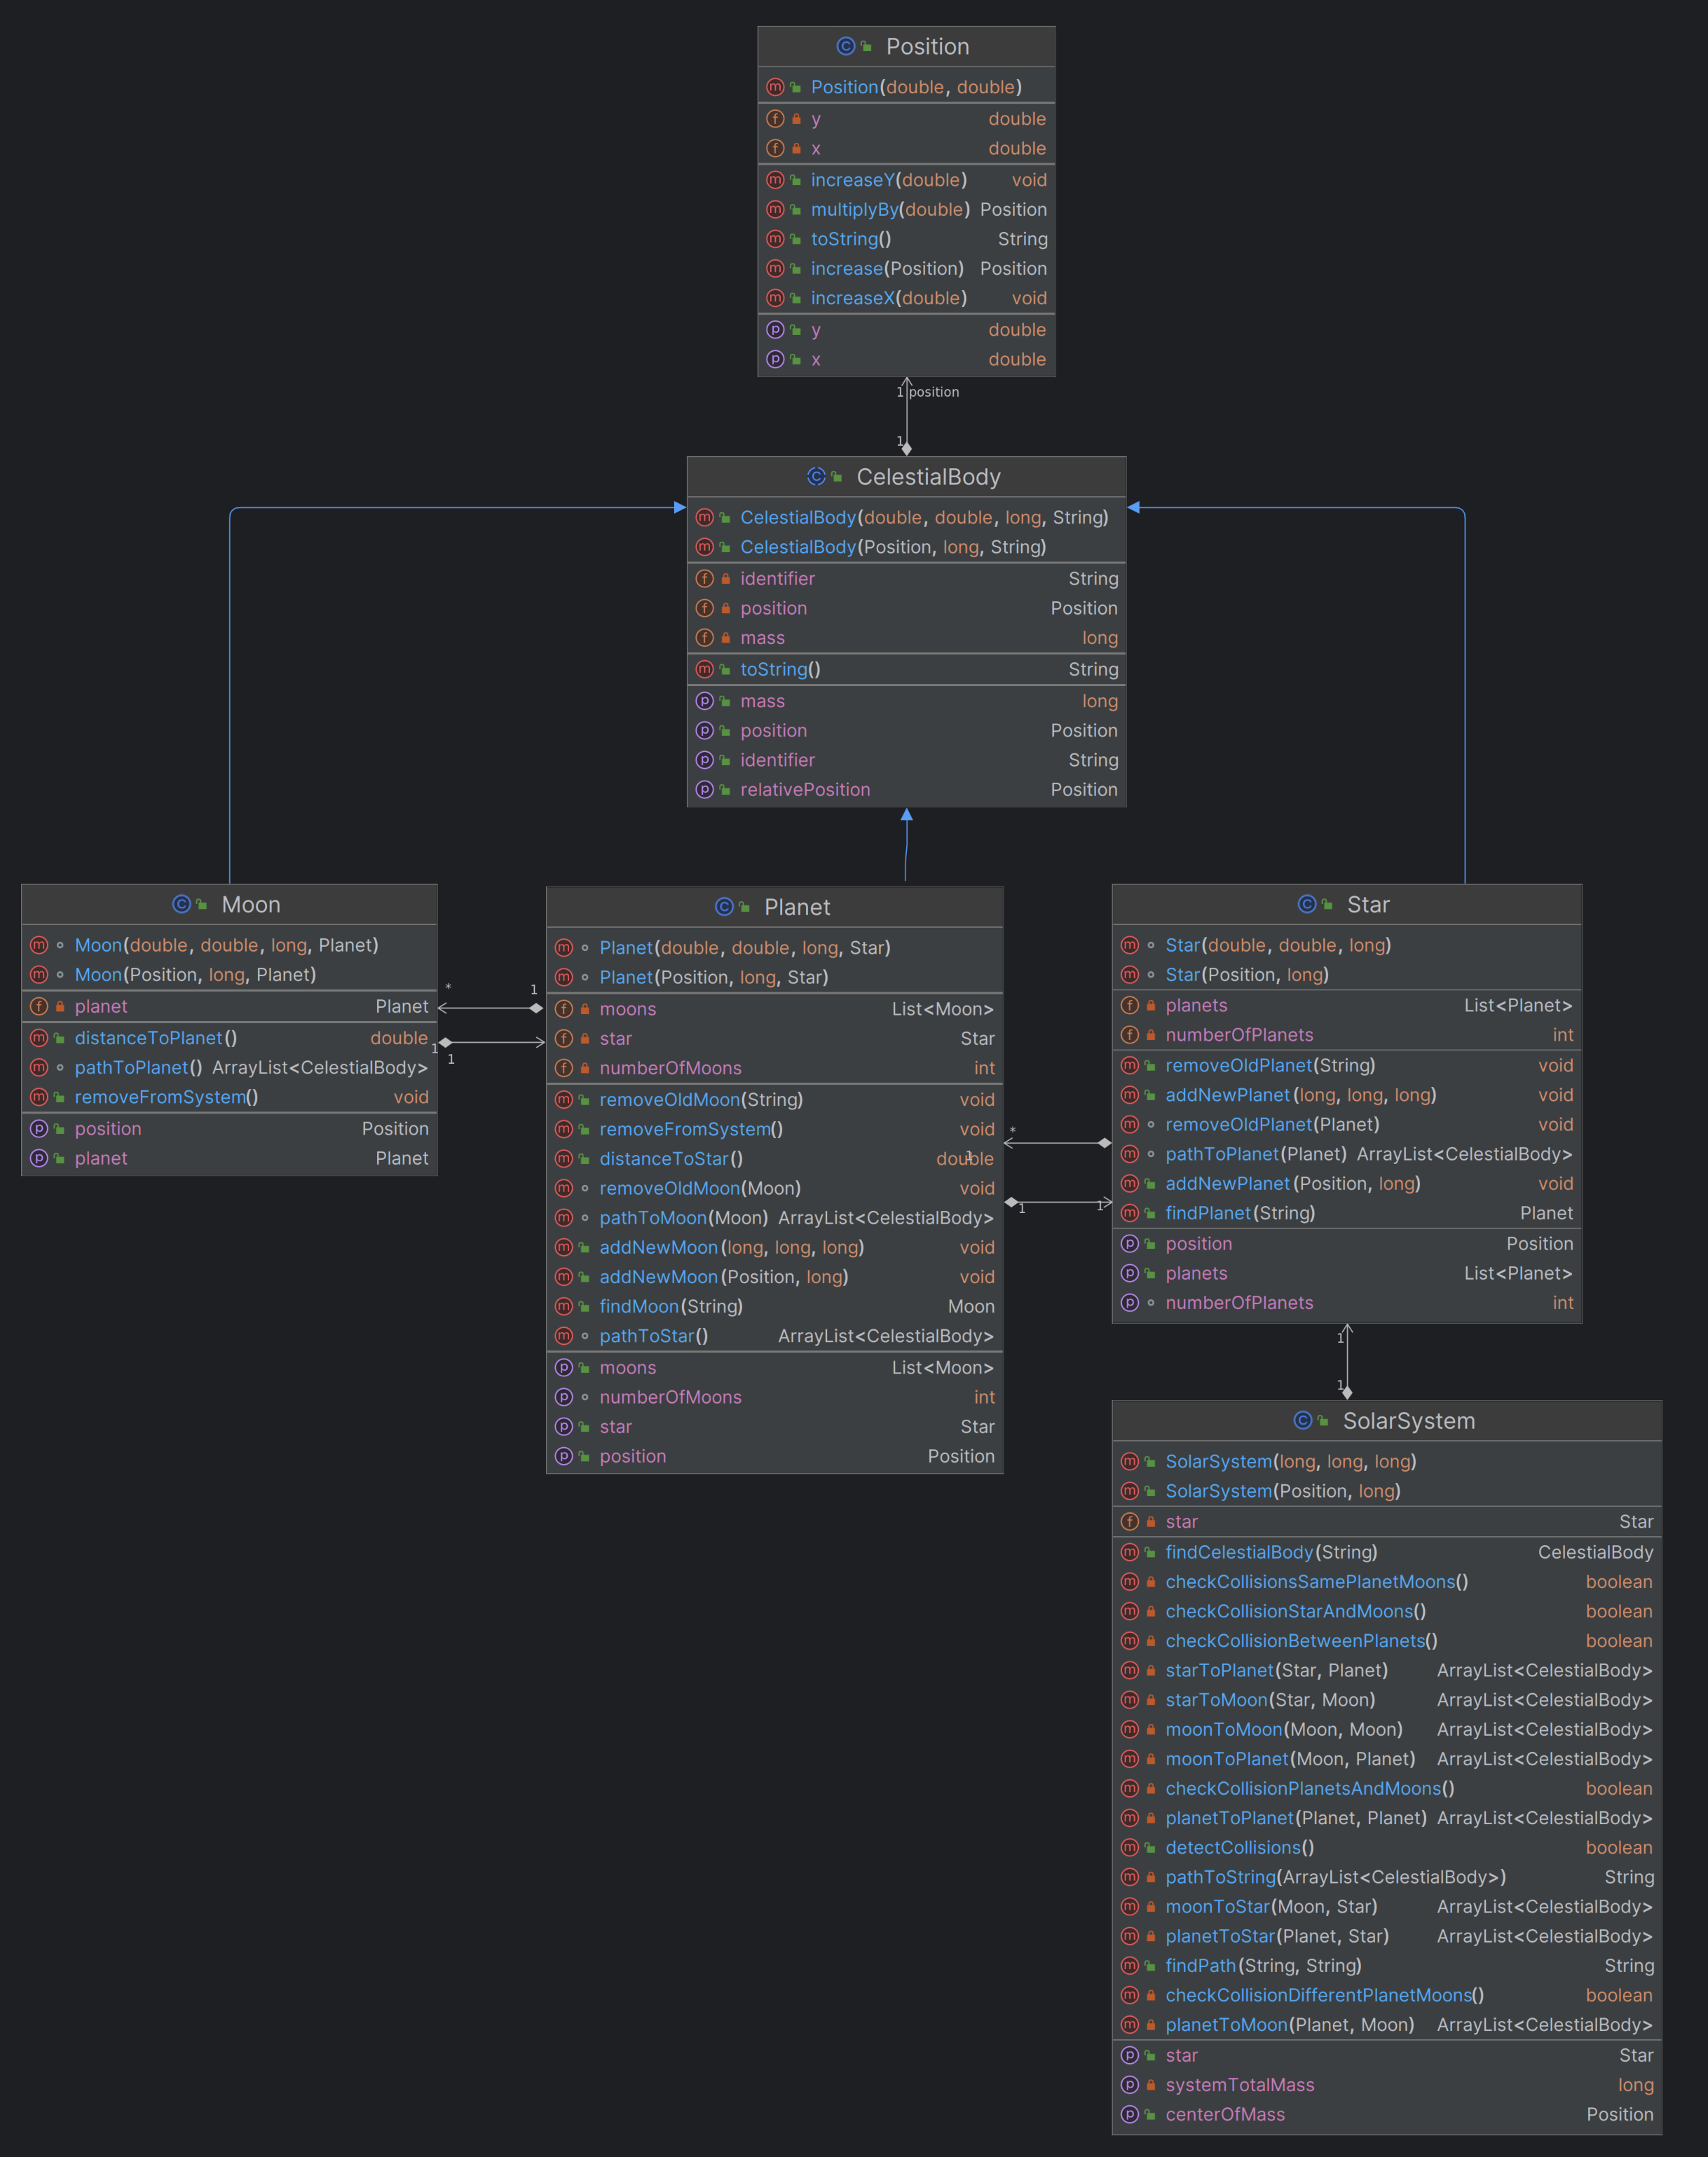 Position
Position(double, double)
y double
x double
increaseY(double) void
multiplyBy(double) Position
toString() String
increase(Position) Position
increaseX(double) void
y double
x double
1 position
1
CelestialBody
CelestialBody(double, double, long, String)
CelestialBody(Position, long, String)
identifier String
position Position
mass long
toString() String
mass long
position Position
identifier String
relativePosition Position
Moon
Moon(double, double, long, Planet)
Moon(Position, long, Planet)
planet Planet
distanceToPlanet() double
pathToPlanet() ArrayList<CelestialBody>
removeFromSystem() void
position Position
planet Planet
* 1
1 1
Planet
Planet(double, double, long, Star)
Planet(Position, long, Star)
moons List<Moon>
star Star
numberOfMoons int
removeOldMoon(String) void
removeFromSystem() void
distanceToStar() double
removeOldMoon(Moon) void
pathToMoon(Moon) ArrayList<CelestialBody>
addNewMoon(long, long, long) void
addNewMoon(Position, long) void
findMoon(String) Moon
pathToStar() ArrayList<CelestialBody>
moons List<Moon>
numberOfMoons int
star Star
position Position
1 *
1 1
Star
Star(double, double, long)
Star(Position, long)
planets List<Planet>
numberOfPlanets int
removeOldPlanet(String) void
addNewPlanet(long, long, long) void
removeOldPlanet(Planet) void
pathToPlanet(Planet) ArrayList<CelestialBody>
addNewPlanet(Position, long) void
findPlanet(String) Planet
position Position
planets List<Planet>
numberOfPlanets int
1
1
SolarSystem
SolarSystem(long, long, long)
SolarSystem(Position, long)
star Star
findCelestialBody(String) CelestialBody
checkCollisionsSamePlanetMoons() boolean
checkCollisionStarAndMoons() boolean
checkCollisionBetweenPlanets() boolean
starToPlanet(Star, Planet) ArrayList<CelestialBody>
starToMoon(Star, Moon) ArrayList<CelestialBody>
moonToMoon(Moon, Moon) ArrayList<CelestialBody>
moonToPlanet(Moon, Planet) ArrayList<CelestialBody>
checkCollisionPlanetsAndMoons() boolean
planetToPlanet(Planet, Planet) ArrayList<CelestialBody>
detectCollisions() boolean
pathToString(ArrayList<CelestialBody>) String
moonToStar(Moon, Star) ArrayList<CelestialBody>
planetToStar(Planet, Star) ArrayList<CelestialBody>
findPath(String, String) String
checkCollisionDifferentPlanetMoons() boolean
planetToMoon(Planet, Moon) ArrayList<CelestialBody>
star Star
systemTotalMass long
centerOfMass Position